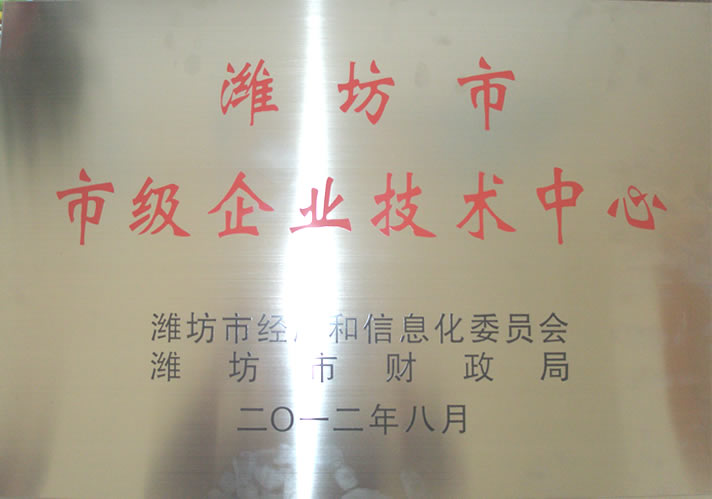 潍坊市
市级企业技术中心
潍坊市经济和信息化委员会
潍坊市财政局
二〇一二年八月